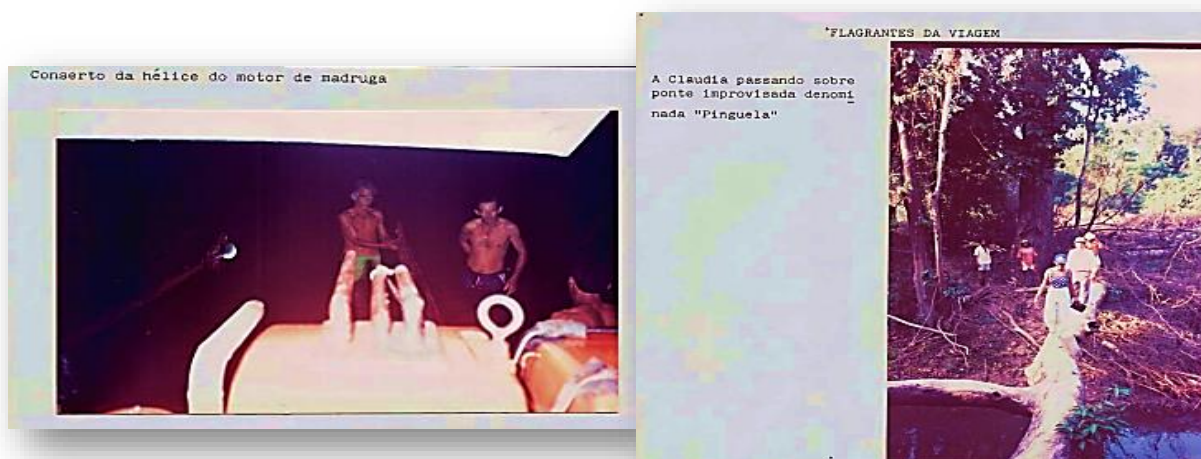 Conserto da hélice do motor de madruga
"FLAGRANTES DA VIAGEM
A Claudia passando sobre
ponte improvisada denomi
nada "Pinguela"